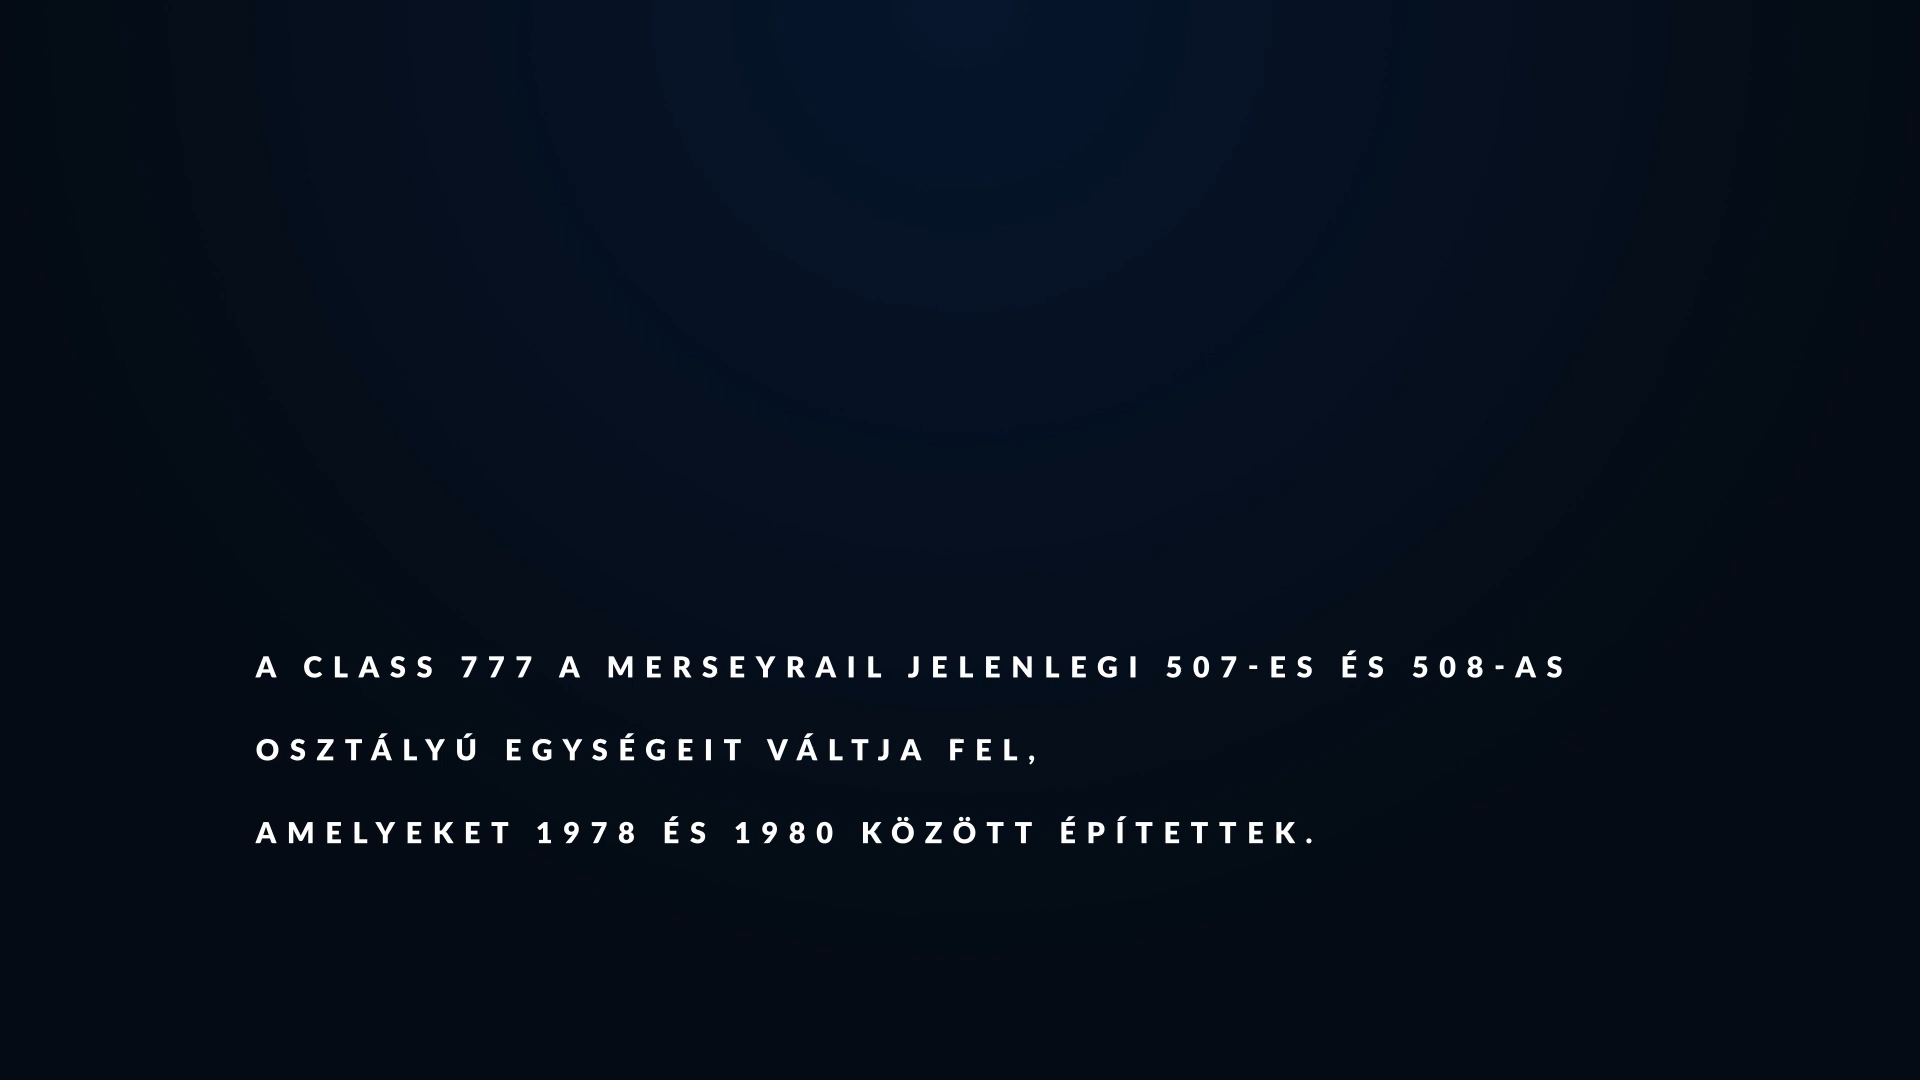 A CLASS 777 A MERSEYRAIL JELENLEGI 507-ES ÉS 508-AS
OSZTÁLYÚ EGYSÉGEIT VÁLTJA FEL,
AMELYEKET 1978 ÉS 1980 KÖZÖTT ÉPÍTETTEK.